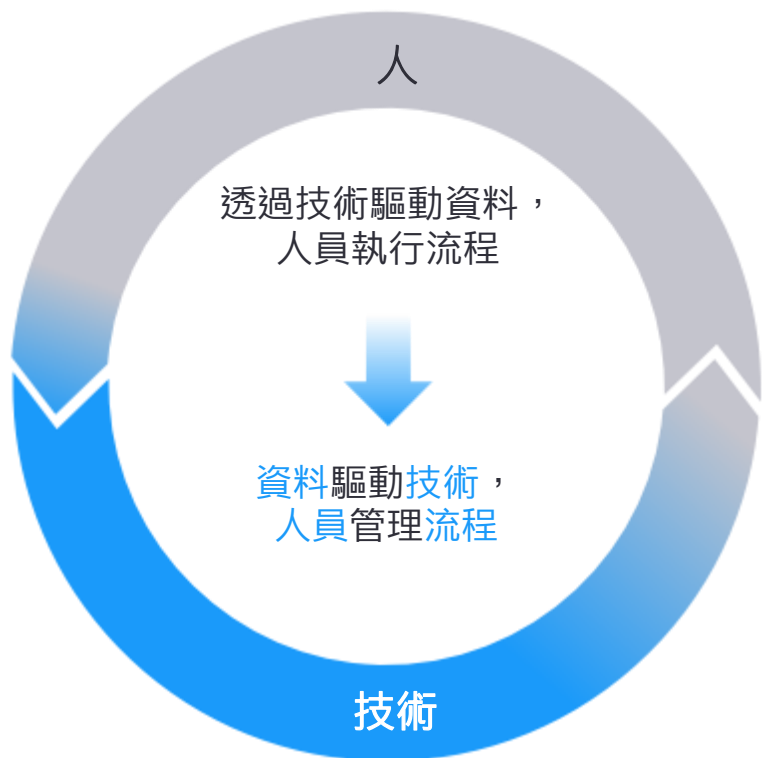 人
透過技術驅動資料，
人員執行流程
資料驅動技術，
人員管理流程
技術